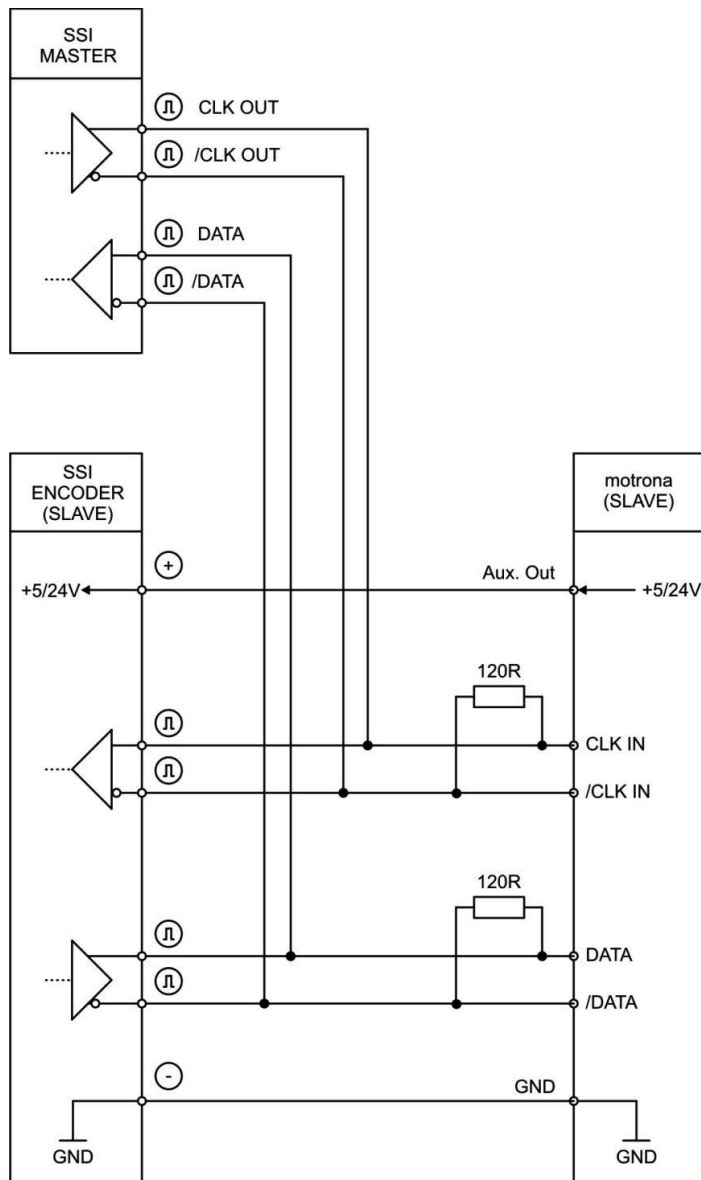 SSI
MASTER
CLK OUT
/CLK OUT
DATA
/DATA
SSI
ENCODER
(SLAVE)
motrona
(SLAVE)
+
+5/24V
Aux. Out
+5/24V
120R
CLK IN
/CLK IN
120R
DATA
/DATA
-
GND
GND
GND